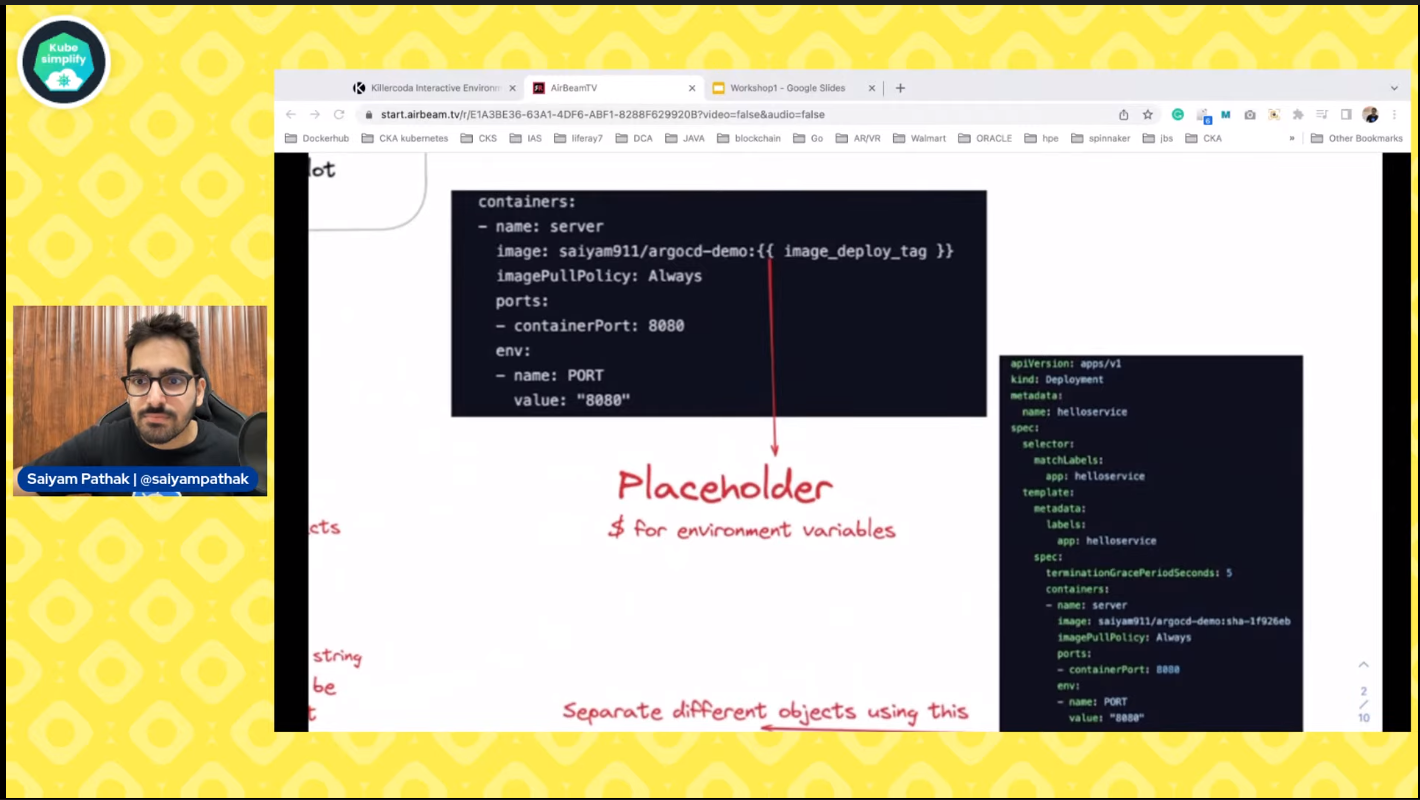 Kube
simplify
Killercoda Interactive Environm
AirBeamTV
Workshop1 - Google Slides
start.airbeam.tv/r/E1A3BE36-63A1-4DF6-ABF1-8288F629920B?video=false&audio=false
Dockerhub
CKA kubernetes
CKS
IAS
liferay7
DCA
JAVA
blockchain
Go
AR/VR
Walmart
ORACLE
hpe
spinnaker
jbs
CKA
»
Other Bookmarks
lot
containers:
- name: server
image: saiyam911/argocd-demo:{{ image_deploy_tag }}
imagePullPolicy: Always
ports:
- containerPort: 8080
env:
- name: PORT
value: "8080"
Placeholder
$ for environment variables
cts
string
be
t
Separate different objects using this
apiVersion: apps/v1
kind: Deployment
metadata:
name: helloservice
spec:
selector:
matchLabels:
app: helloservice
template:
metadata:
labels:
app: helloservice
spec:
terminationGracePeriodSeconds: 5
containers:
- name: server
image: saiyam911/argocd-demo:sha-1f926eb
imagePullPolicy: Always
ports:
- containerPort: 8080
env:
- name: PORT
value: "8080"
2
/
10
Saiyam Pathak | @saiyampathak